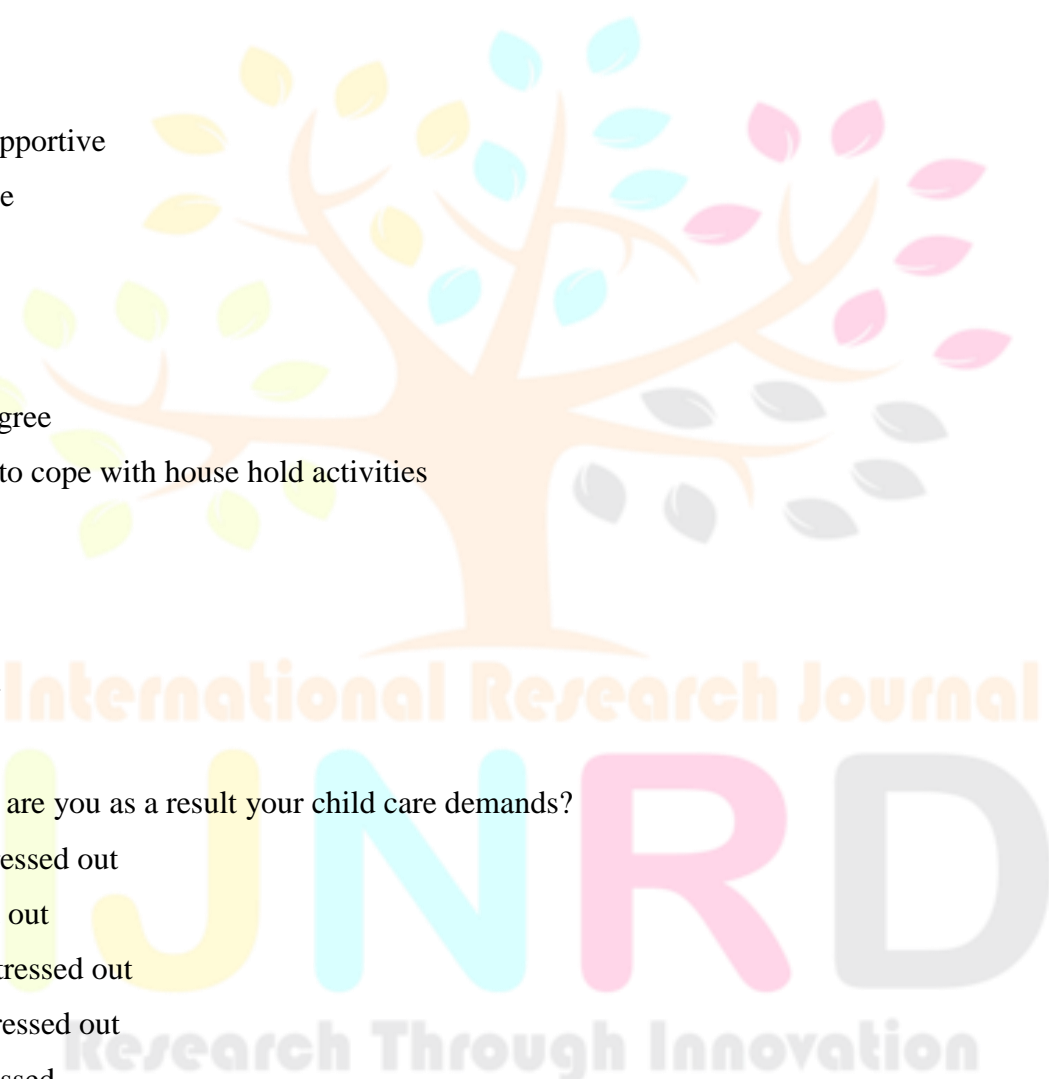 pportive
e
gree
to cope with house hold activities
International Research Journal
are you as a result your child care demands?
ressed out
out
tressed out
ressed out
IJNRD
Research Through Innovation